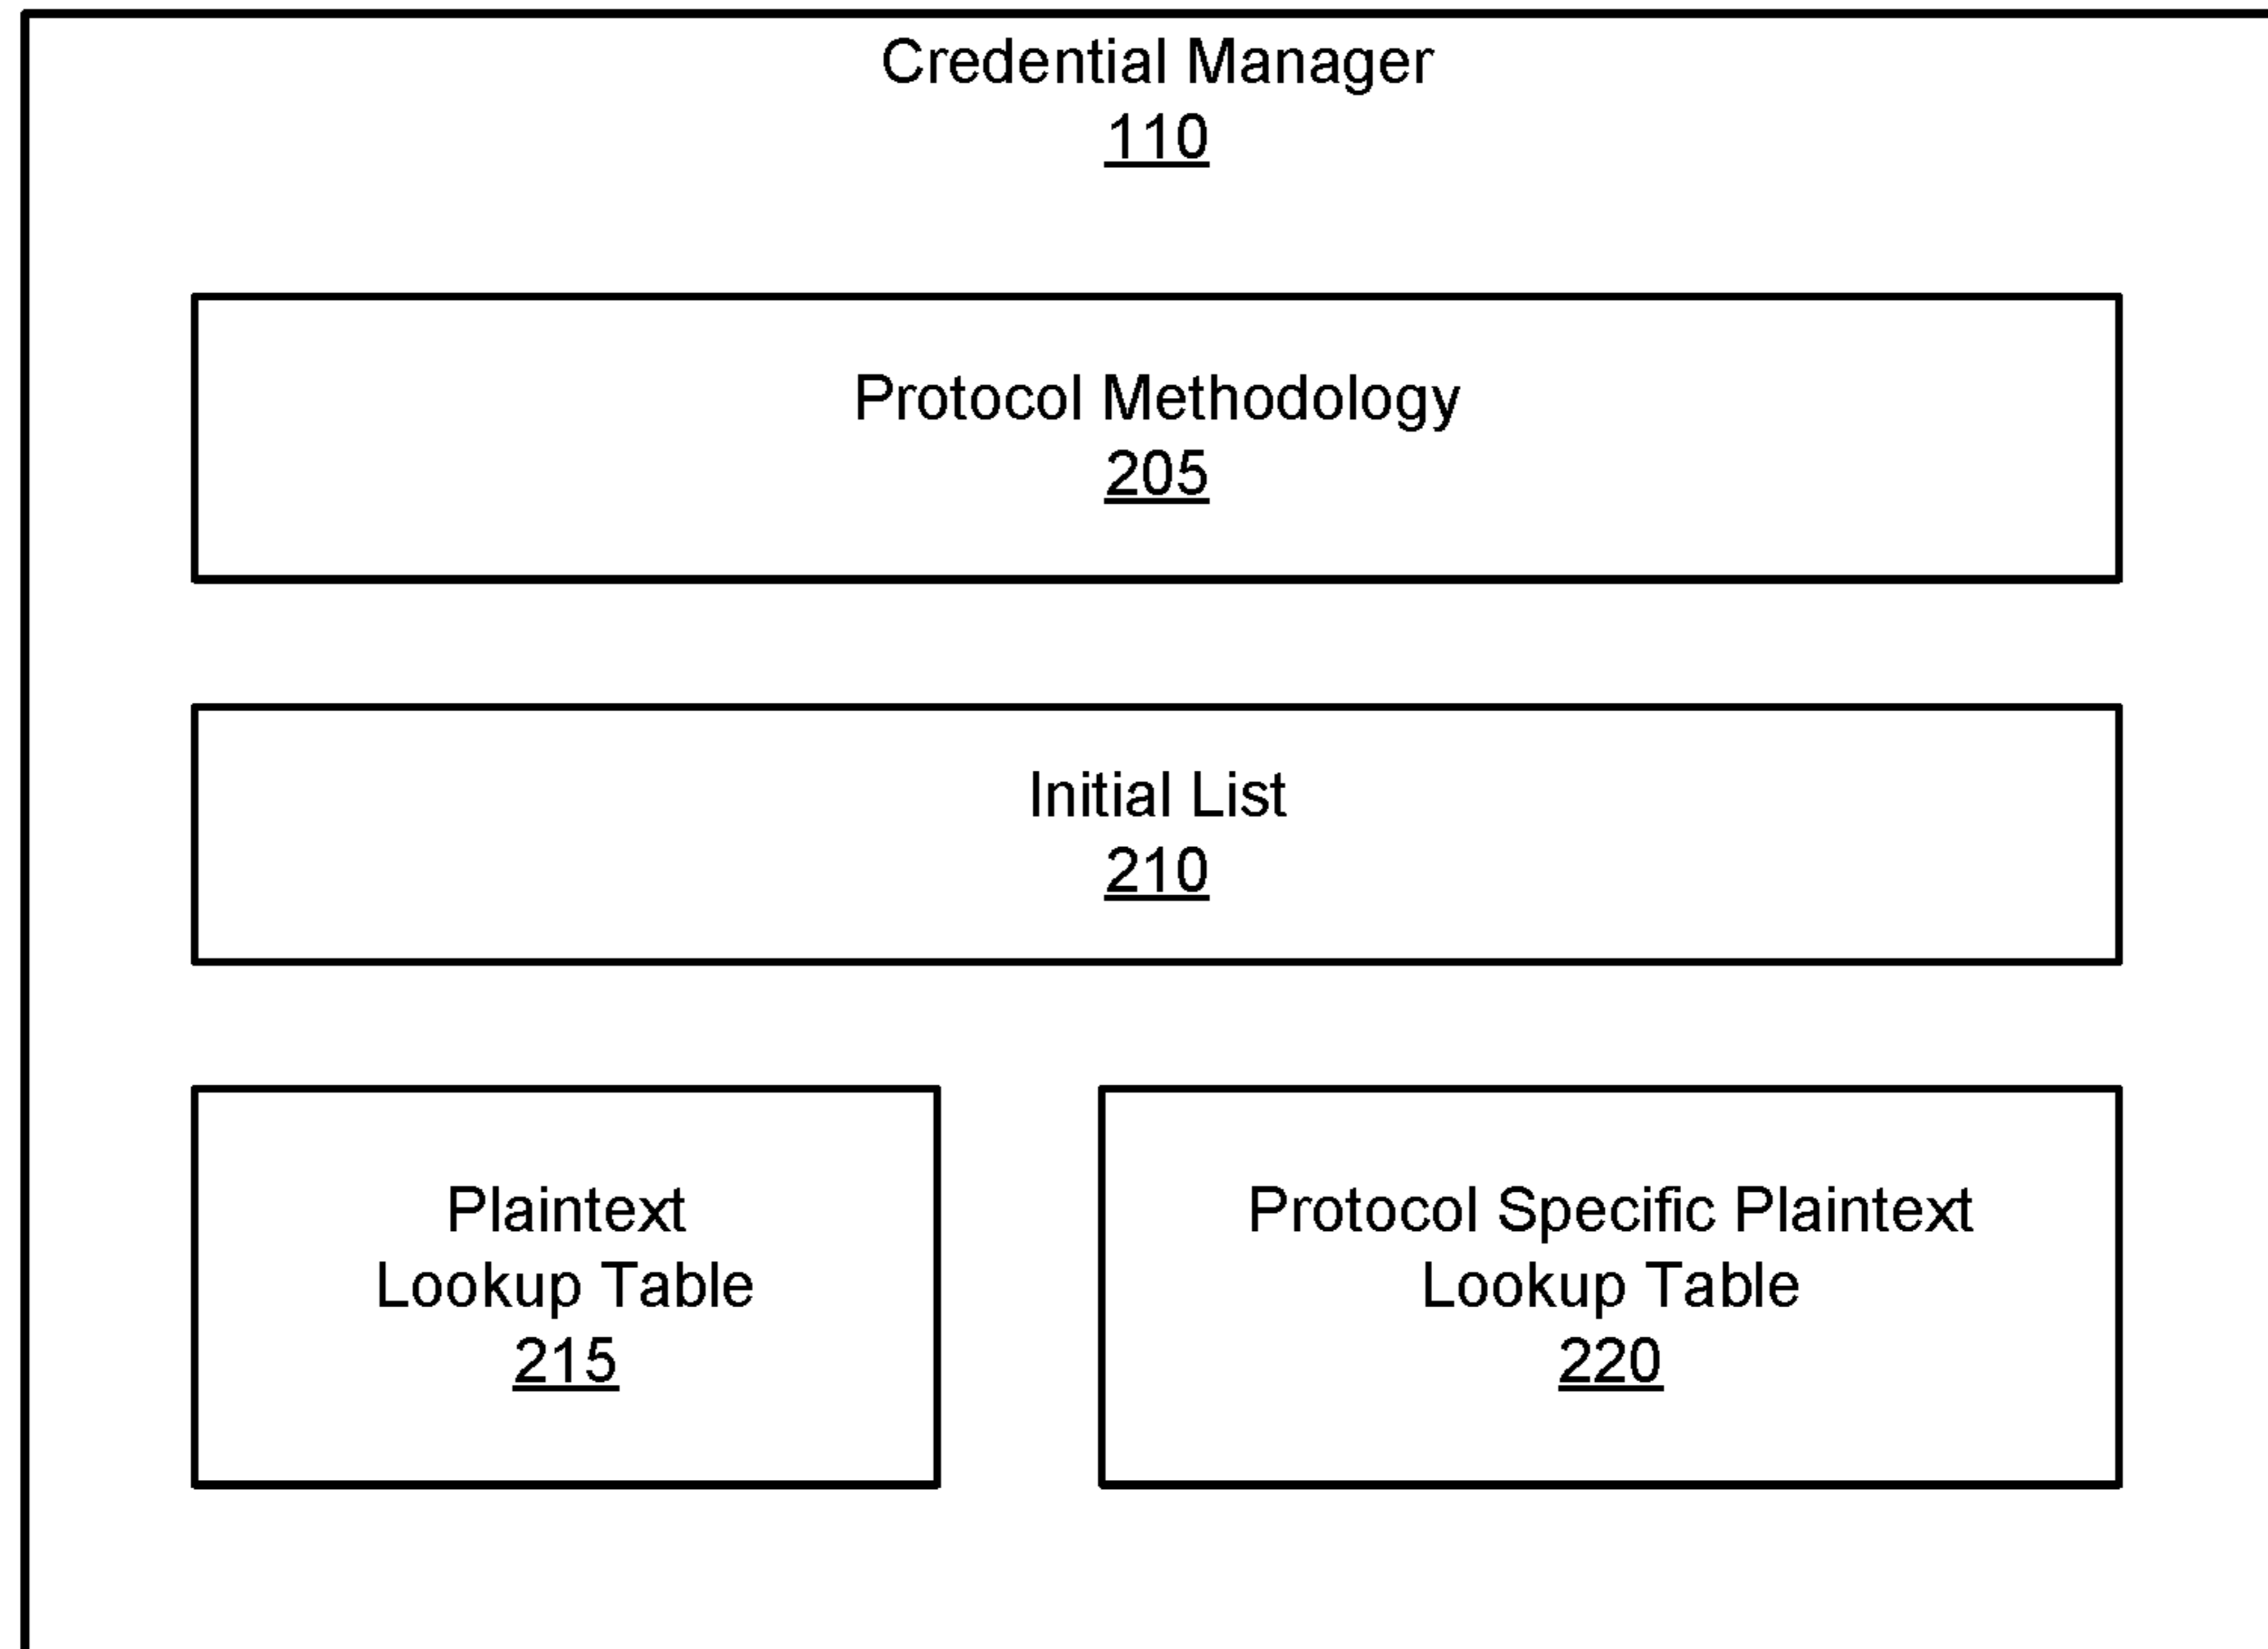 Credential Manager
110
Protocol Methodology
205
Initial List
210
Plaintext
Lookup Table
215
Protocol Specific Plaintext
Lookup Table
220